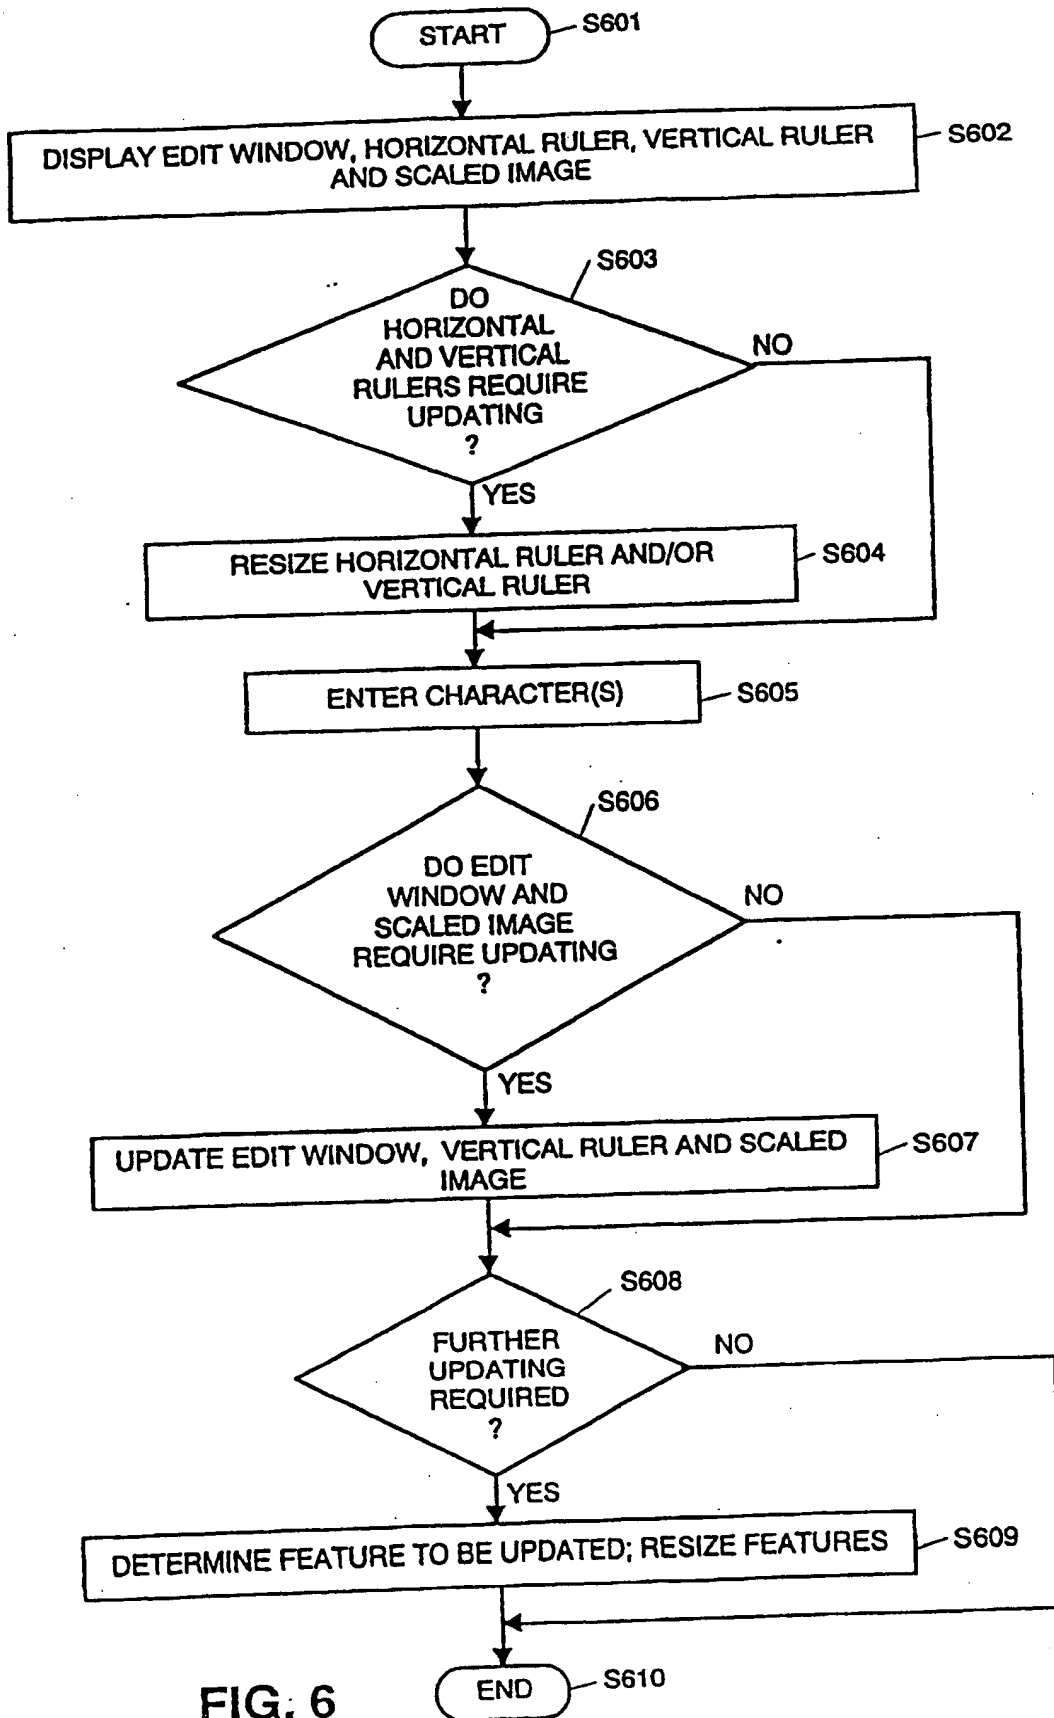 START
S601
DISPLAY EDIT WINDOW, HORIZONTAL RULER, VERTICAL RULER
AND SCALED IMAGE
S602
S603
DO
HORIZONTAL
AND VERTICAL
RULERS REQUIRE
UPDATING
?
NO
YES
RESIZE HORIZONTAL RULER AND/OR
VERTICAL RULER
S604
ENTER CHARACTER(S)
S605
S606
DO EDIT
WINDOW AND
SCALED IMAGE
REQUIRE UPDATING
?
NO
YES
UPDATE EDIT WINDOW, VERTICAL RULER AND SCALED
IMAGE
S607
S608
FURTHER
UPDATING
REQUIRED
?
NO
YES
DETERMINE FEATURE TO BE UPDATED; RESIZE FEATURES
S609
END
S610
FIG. 6